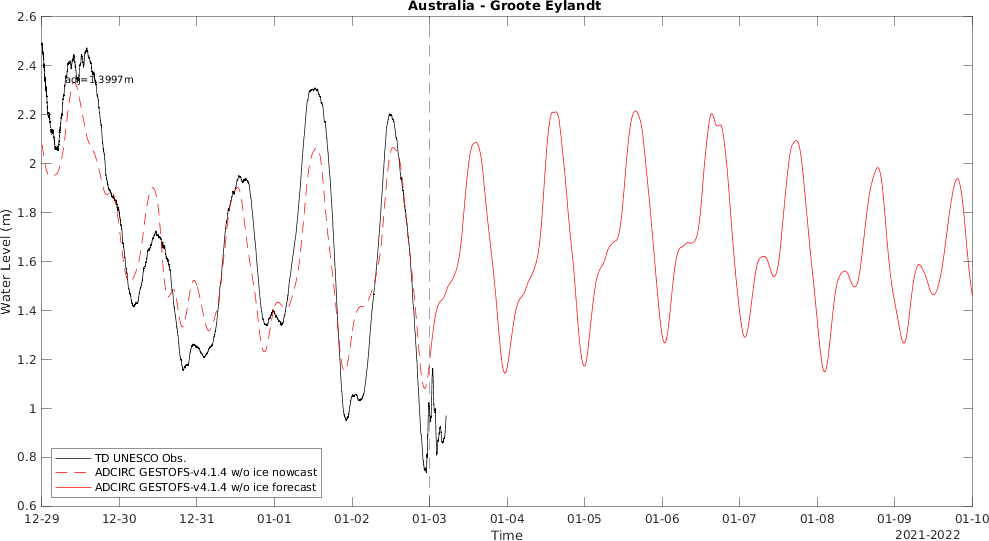 Australia - Groote Eylandt
2.6
2.4
2.2
2
1.8
1.6
1.4
1.2
1
0.8
0.6
Water Level (m)
adj=1.3997m
TD UNESCO Obs.
ADCIRC GESTOFS-v4.1.4 w/o ice nowcast
ADCIRC GESTOFS-v4.1.4 w/o ice forecast
12-29 12-30 12-31 01-01 01-02 01-03 01-04 01-05 01-06 01-07 01-08 01-09 01-10
Time
2021-2022